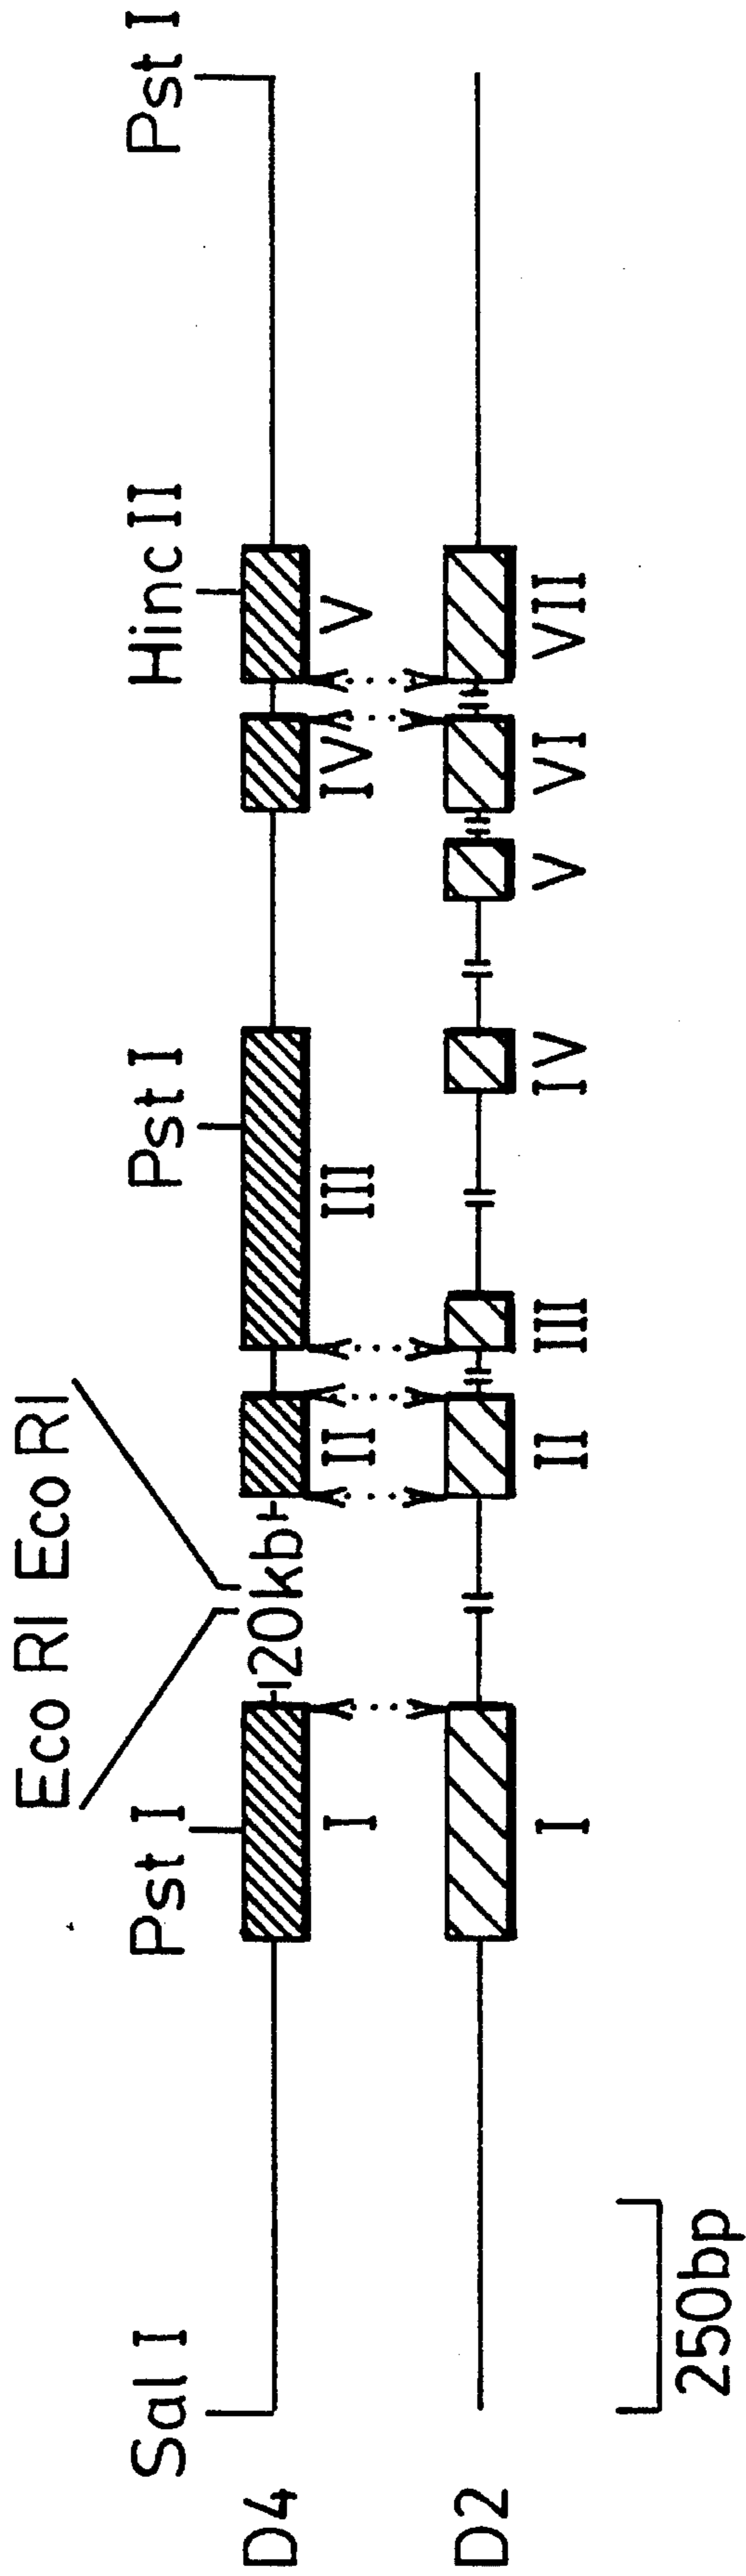 Eco RI Eco RI
Sal I Pst I Pst I Hinc II Pst I
D4 20kb
I II III IV V
D2
I II III IV V VI VII
250bp